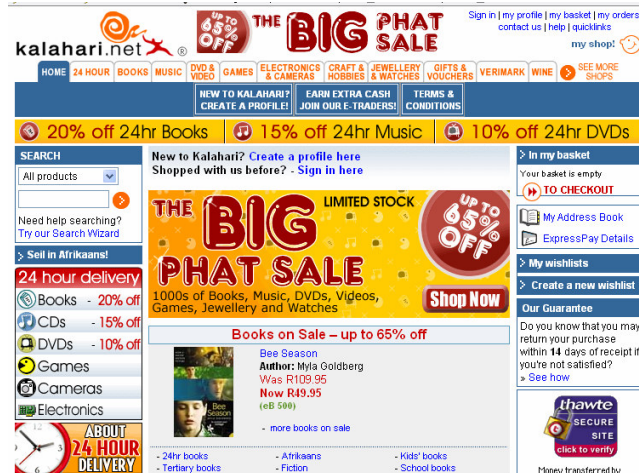 kalahari.net ®
UP TO 65% OFF
THE BIG PHAT SALE
Sign in | my profile | my basket | my orders
contact us | help | quicklinks
my shop!
HOME
24 HOUR
BOOKS
MUSIC
DVD & VIDEO
GAMES
ELECTRONICS & CAMERAS
CRAFT & HOBBIES
JEWELLERY & WATCHES
GIFTS & VOUCHERS
VERIMARK
WINE
SEE MORE SHOPS
NEW TO KALAHARI?
CREATE A PROFILE!
EARN EXTRA CASH
JOIN OUR E-TRADERS!
TERMS &
CONDITIONS
20% off 24hr Books
15% off 24hr Music
10% off 24hr DVDs
SEARCH
All products
Need help searching?
Try our Search Wizard
Seil in Afrikaans!
24 hour delivery
Books - 20% off
CDs - 15% off
DVDs - 10% off
Games
Cameras
Electronics
ABOUT
24 HOUR
DELIVERY
New to Kalahari? Create a profile here
Shopped with us before? - Sign in here
THE BIG
PHAT SALE
LIMITED STOCK
UP TO
65%
OFF
1000s of Books, Music, DVDs, Videos,
Games, Jewellery and Watches
Shop Now
Books on Sale – up to 65% off
Bee
Season
Bee Season
Author: Myla Goldberg
Was R109.95
Now R49.95
(eB 500)
- more books on sale
- 24hr books
- Afrikaans
- Kids' books
- Tertiary books
- Fiction
- School books
In my basket
Your basket is empty
TO CHECKOUT
My Address Book
ExpressPay Details
My wishlists
Create a new wishlist
Our Guarantee
Do you know that you may
return your purchase
within 14 days of receipt if
you're not satisfied?
» See how
thawte
SECURE
SITE
click to verify
Money transferred by